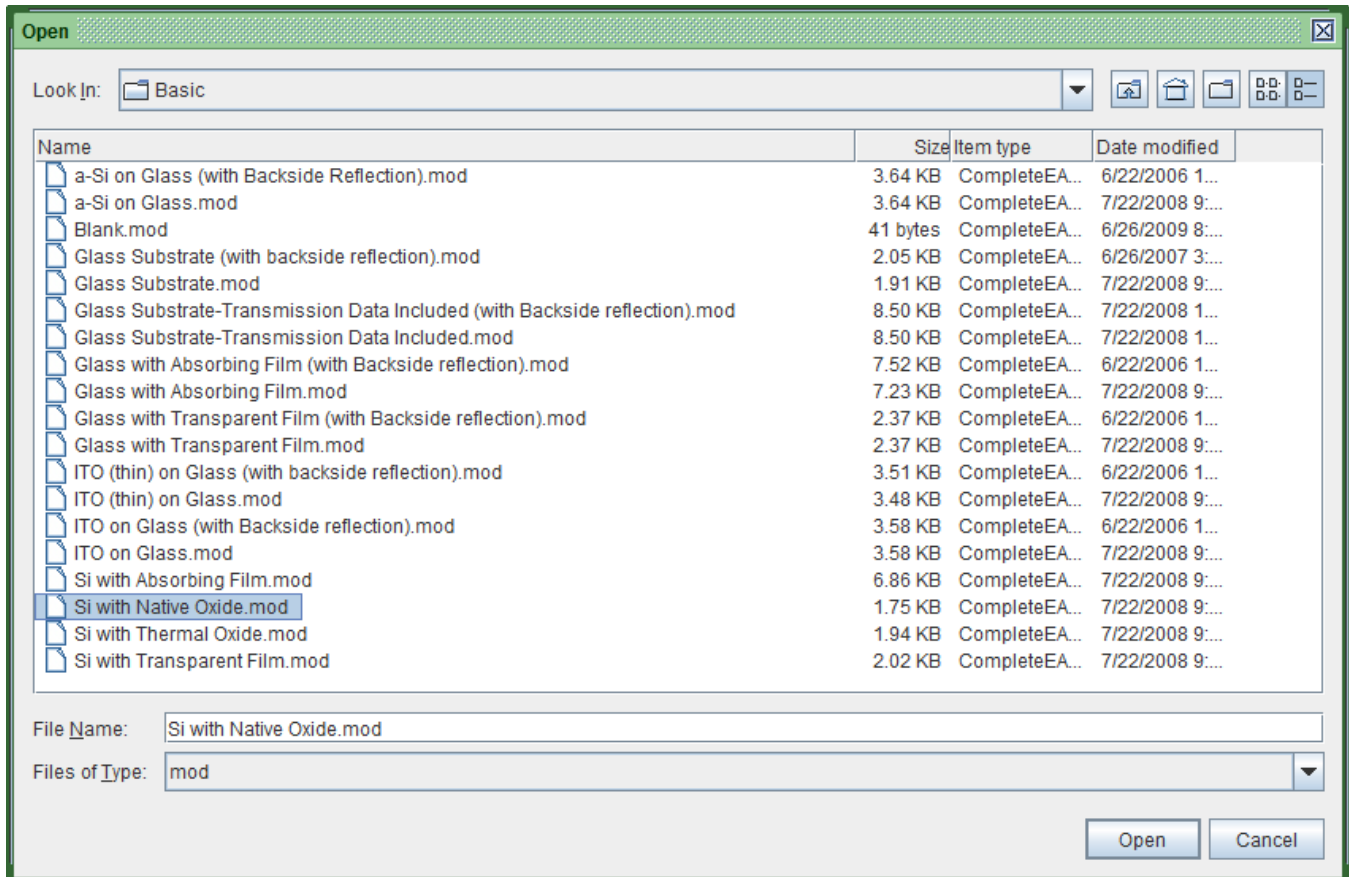 Open
Look In: Basic
Name Size Item type Date modified
a-Si on Glass (with Backside Reflection).mod 3.64 KB CompleteEA... 6/22/2006 1...
a-Si on Glass.mod 3.64 KB CompleteEA... 7/22/2008 9:...
Blank.mod 41 bytes CompleteEA... 6/26/2009 8:...
Glass Substrate (with backside reflection).mod 2.05 KB CompleteEA... 6/26/2007 3:...
Glass Substrate.mod 1.91 KB CompleteEA... 7/22/2008 9:...
Glass Substrate-Transmission Data Included (with Backside reflection).mod 8.50 KB CompleteEA... 7/22/2008 1...
Glass Substrate-Transmission Data Included.mod 8.50 KB CompleteEA... 7/22/2008 1...
Glass with Absorbing Film (with Backside reflection).mod 7.52 KB CompleteEA... 6/22/2006 1...
Glass with Absorbing Film.mod 7.23 KB CompleteEA... 7/22/2008 9:...
Glass with Transparent Film (with Backside reflection).mod 2.37 KB CompleteEA... 6/22/2006 1...
Glass with Transparent Film.mod 2.37 KB CompleteEA... 7/22/2008 9:...
ITO (thin) on Glass (with backside reflection).mod 3.51 KB CompleteEA... 6/22/2006 1...
ITO (thin) on Glass.mod 3.48 KB CompleteEA... 7/22/2008 9:...
ITO on Glass (with Backside reflection).mod 3.58 KB CompleteEA... 6/22/2006 1...
ITO on Glass.mod 3.58 KB CompleteEA... 7/22/2008 9:...
Si with Absorbing Film.mod 6.86 KB CompleteEA... 7/22/2008 9:...
Si with Native Oxide.mod 1.75 KB CompleteEA... 7/22/2008 9:...
Si with Thermal Oxide.mod 1.94 KB CompleteEA... 7/22/2008 9:...
Si with Transparent Film.mod 2.02 KB CompleteEA... 7/22/2008 9:...
File Name: Si with Native Oxide.mod
Files of Type: mod
Open Cancel